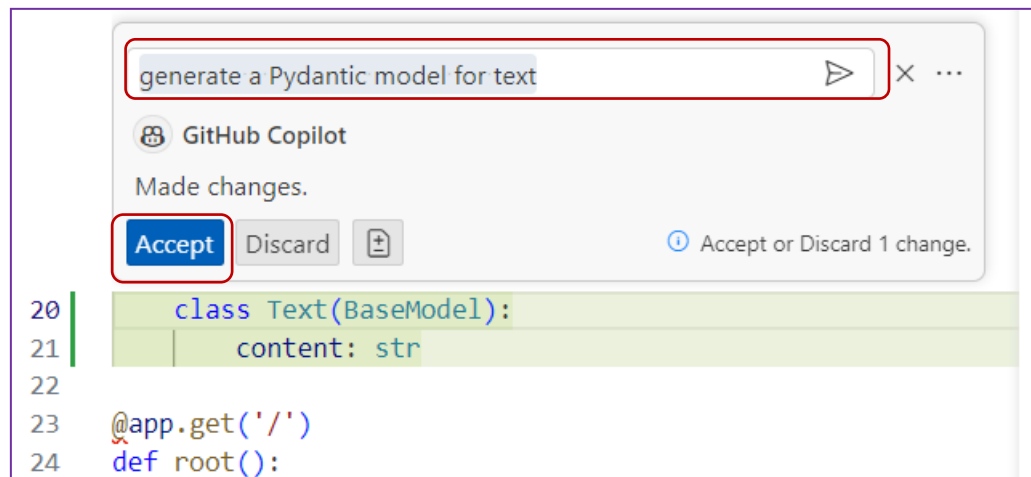 generate a Pydantic model for text
GitHub Copilot
Made changes.
Accept Discard Accept or Discard 1 change.
20 class Text(BaseModel):
21 content: str
22
23 @app.get('/')
24 def root():